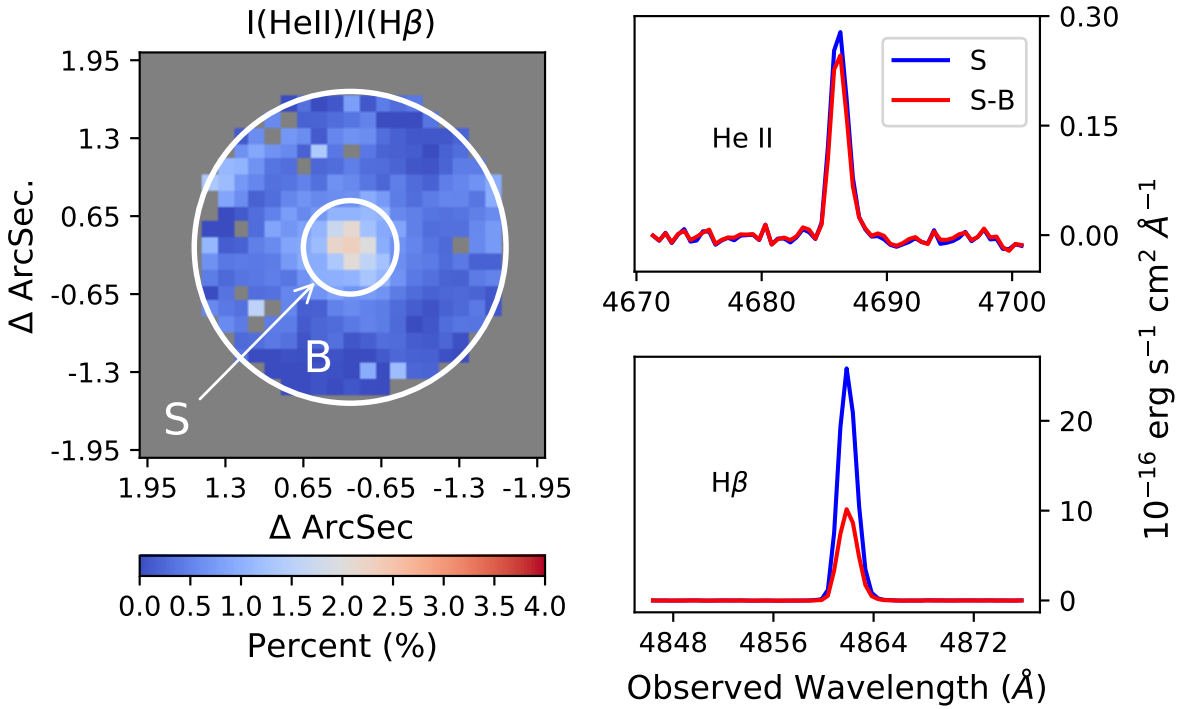 I(HeII)/I(Hβ)
1.95
1.3
0.65
-0.65
-1.3
-1.95
Δ ArcSec.
B
S
1.95 1.3 0.65 -0.65 -1.3 -1.95
Δ ArcSec
0.0 0.5 1.0 1.5 2.0 2.5 3.0 3.5 4.0
Percent (%)
S
S-B
He II
0.30
0.15
0.00
4670 4680 4690 4700
Hβ
20
10
0
4848 4856 4864 4872
Observed Wavelength (Å)
10⁻¹⁶ erg s⁻¹ cm² Å⁻¹